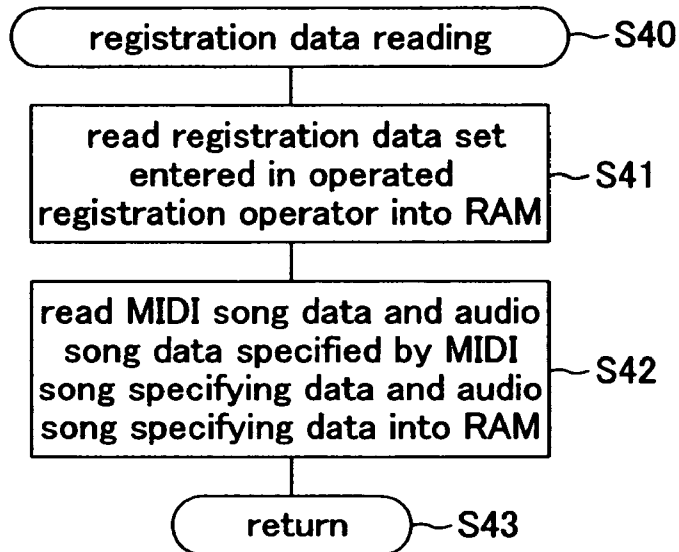 registration data reading S40
read registration data set
entered in operated S41
registration operator into RAM
read MIDI song data and audio
song data specified by MIDI
song specifying data and audio S42
song specifying data into RAM
return S43